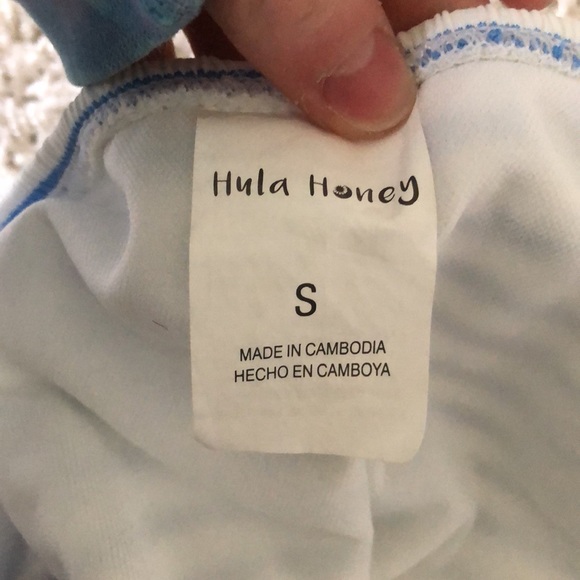 Hula Honey
S
MADE IN CAMBODIA
HECHO EN CAMBOYA